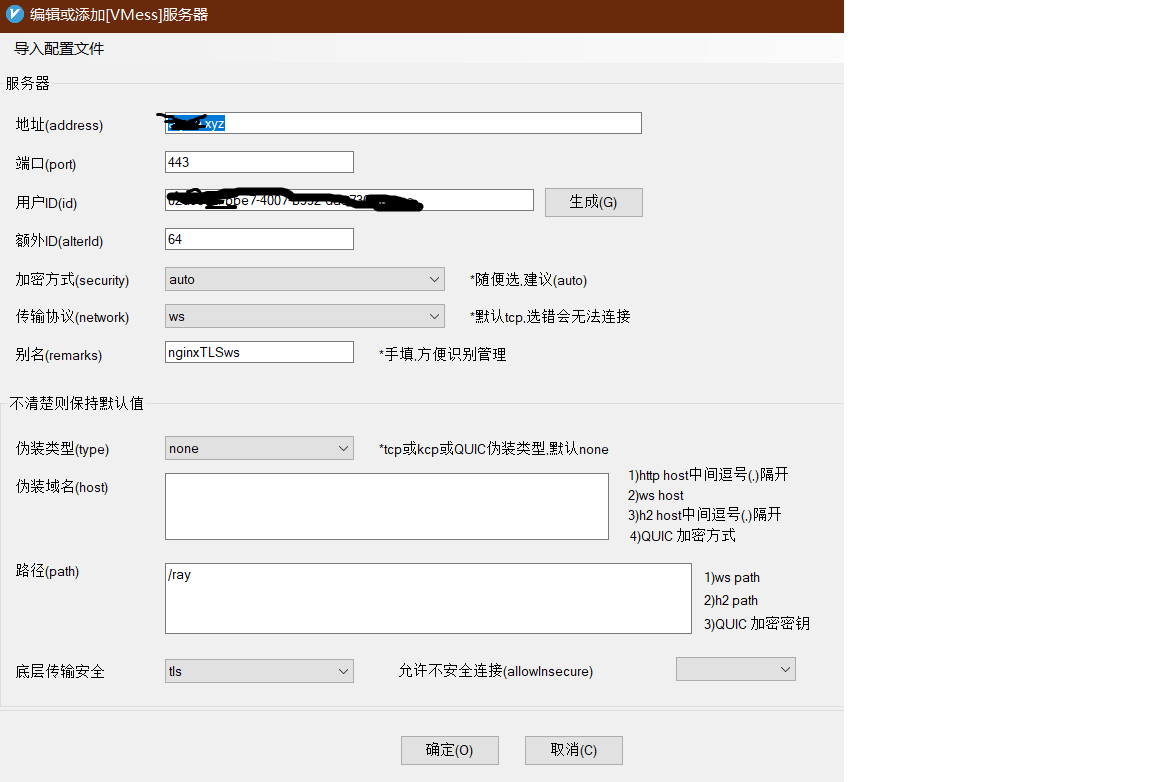 编辑或添加[VMess]服务器
导入配置文件
服务器
地址(address) .xyz
端口(port) 443
用户ID(id) 生成(G)
额外ID(alterId) 64
加密方式(security) auto *随便选,建议(auto)
传输协议(network) ws *默认tcp,选错会无法连接
别名(remarks) nginxTLSws *手填,方便识别管理
不清楚则保持默认值
伪装类型(type) none *tcp或kcp或QUIC伪装类型,默认none
伪装域名(host)
1)http host中间逗号(,)隔开
2)ws host
3)h2 host中间逗号(,)隔开
4)QUIC 加密方式
路径(path) /ray
1)ws path
2)h2 path
3)QUIC 加密密钥
底层传输安全 tls 允许不安全连接(allowInsecure)
确定(O) 取消(C)